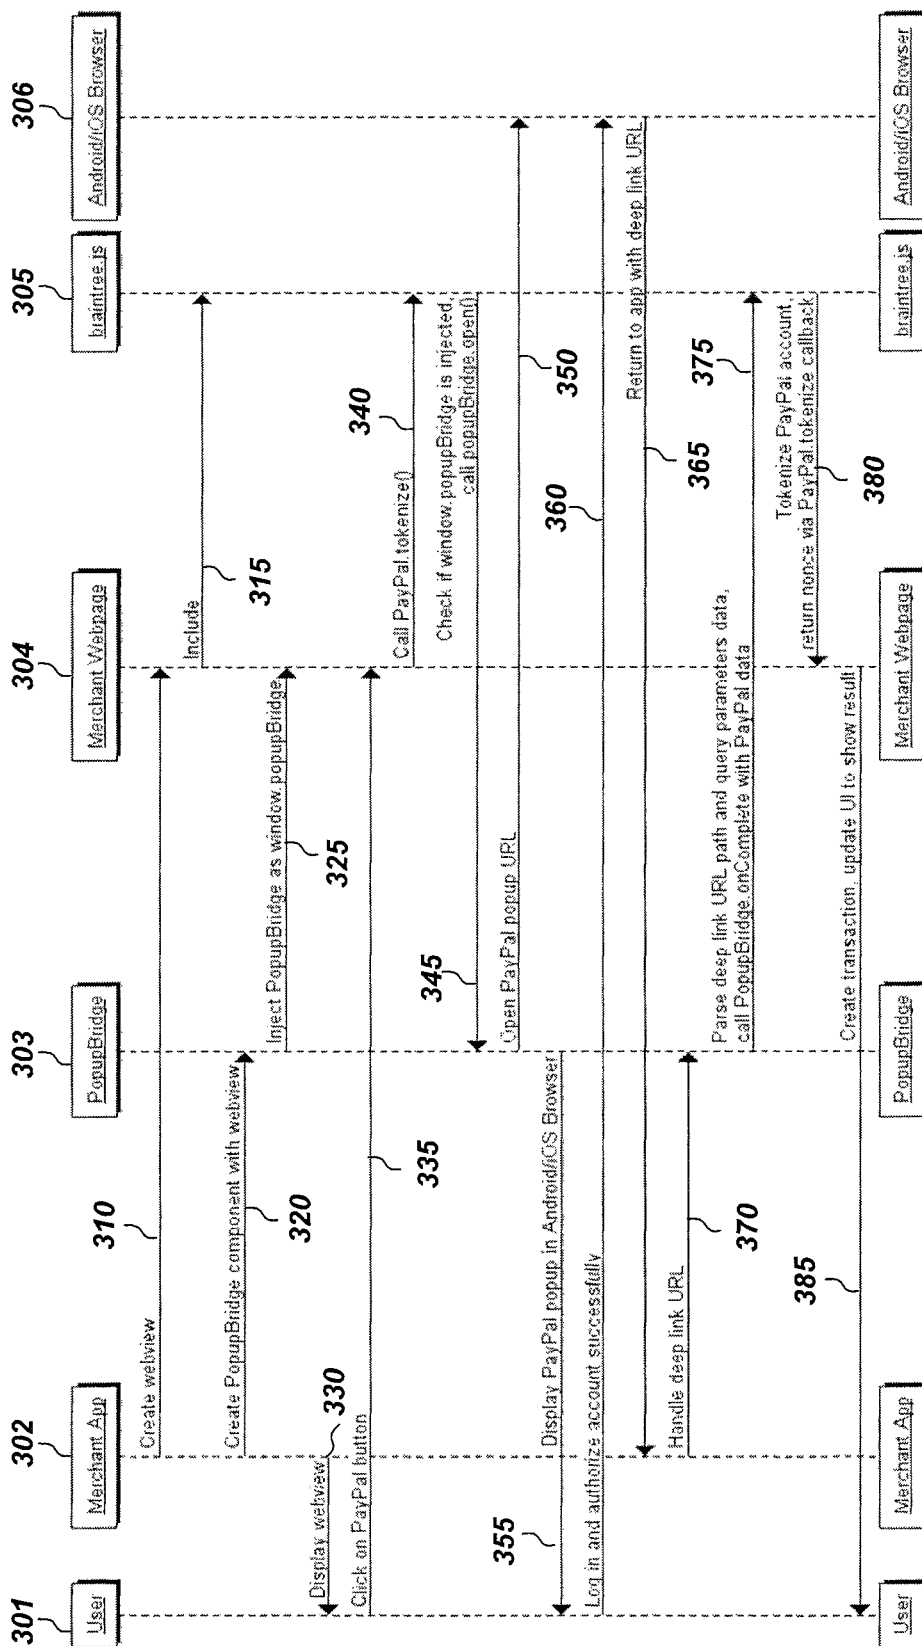 301
User
302
Merchant App
303
PopupBridge
304
Merchant Webpage
305
braintree.js
306
Android/iOS Browser
Create webview
310
Include
315
Create PopupBridge component with webview
320
Inject PopupBridge as window.popupBridge
325
Display webview
330
Click on PayPal button
335
Call PayPal.tokenize()
340
Check if window.popupBridge is injected,
call popupBridge.open()
345
Open PayPal popup URL
350
Display PayPal popup in Android/iOS Browser
355
Log in and authorize account successfully
360
Return to app with deep link URL
365
Handle deep link URL
370
Parse deep link URL path and query parameters data,
call PopupBridge.onComplete with PayPal data
375
Tokenize PayPal account,
return nonce via PayPal.tokenize callback
380
Create transaction, update UI to show result
385
User
Merchant App
PopupBridge
Merchant Webpage
braintree.js
Android/iOS Browser